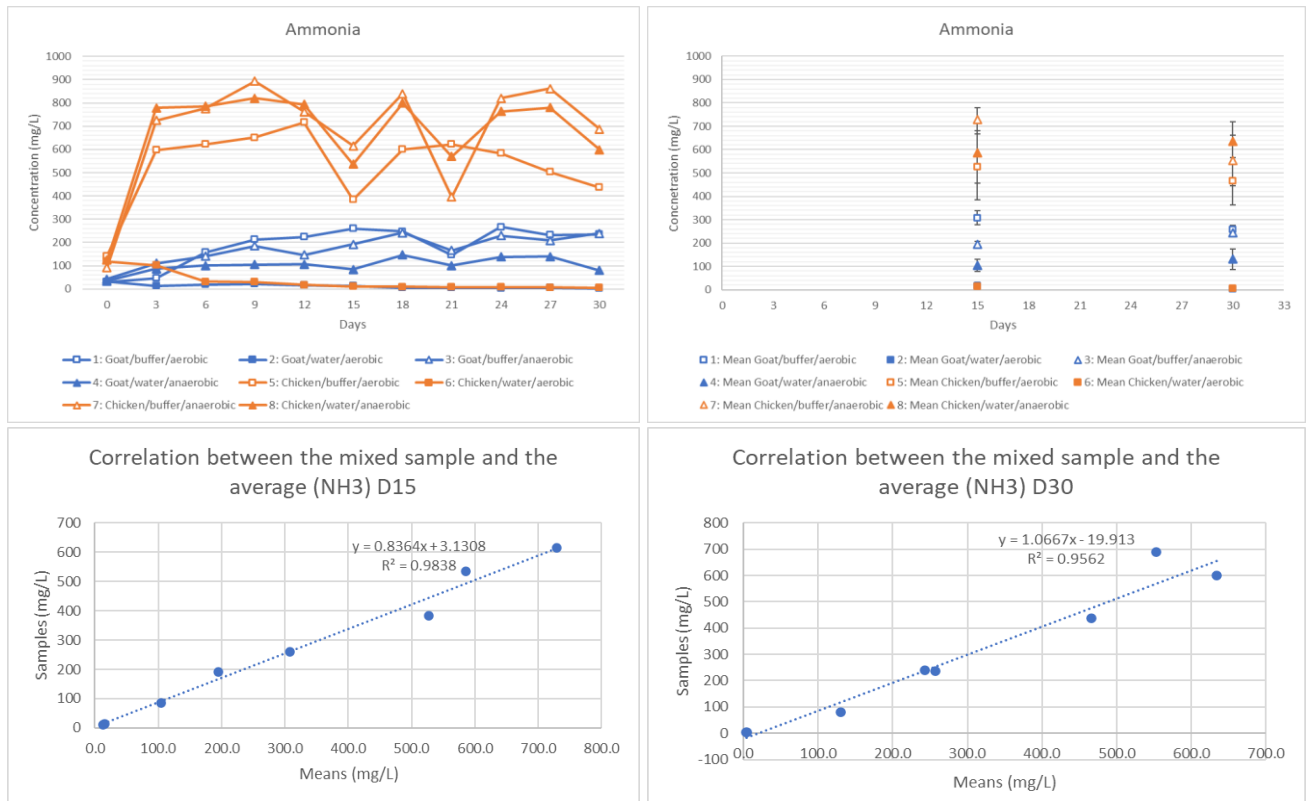 Ammonia
Concentration (mg/L)
1000
900
800
700
600
500
400
300
200
100
0
0 3 6 9 12 15 18 21 24 27 30
Days
1: Goat/buffer/aerobic 2: Goat/water/aerobic 3: Goat/buffer/anaerobic
4: Goat/water/anaerobic 5: Chicken/buffer/aerobic 6: Chicken/water/aerobic
7: Chicken/buffer/anaerobic 8: Chicken/water/anaerobic
Ammonia
Concnetration (mg/L)
1000
900
800
700
600
500
400
300
200
100
0
0 3 6 9 12 15 18 21 24 27 30 33
Days
1: Mean Goat/buffer/aerobic 2: Mean Goat/water/aerobic 3: Mean Goat/buffer/anaerobic
4: Mean Goat/water/anaerobic 5: Mean Chicken/buffer/aerobic 6: Mean Chicken/water/aerobic
7: Mean Chicken/buffer/anaerobic 8: Mean Chicken/water/anaerobic
Correlation between the mixed sample and the
average (NH3) D15
Samples (mg/L)
700
600
500
400
300
200
100
0
y = 0.8364x + 3.1308
R² = 0.9838
0.0 100.0 200.0 300.0 400.0 500.0 600.0 700.0 800.0
Means (mg/L)
Correlation between the mixed sample and the
average (NH3) D30
Samples (mg/L)
800
700
600
500
400
300
200
100
0
-100
y = 1.0667x - 19.913
R² = 0.9562
0.0 100.0 200.0 300.0 400.0 500.0 600.0 700.0
Means (mg/L)